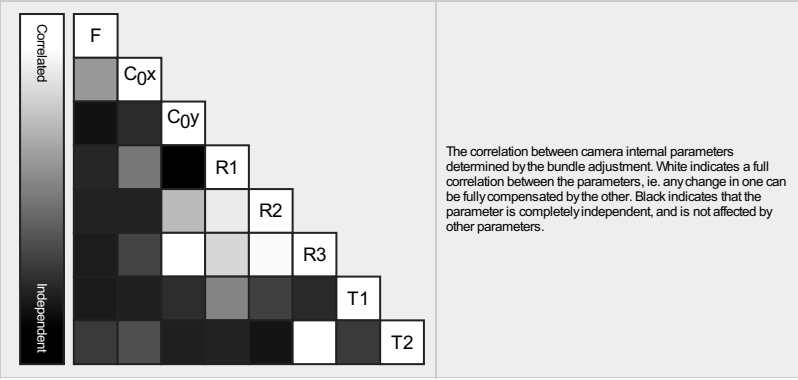 Correlated
Independent
F
C0x
C0y
R1
R2
R3
T1
T2
The correlation between camera internal parameters
determined by the bundle adjustment. White indicates a full
correlation between the parameters, ie. any change in one can
be fully compensated by the other. Black indicates that the
parameter is completely independent, and is not affected by
other parameters.